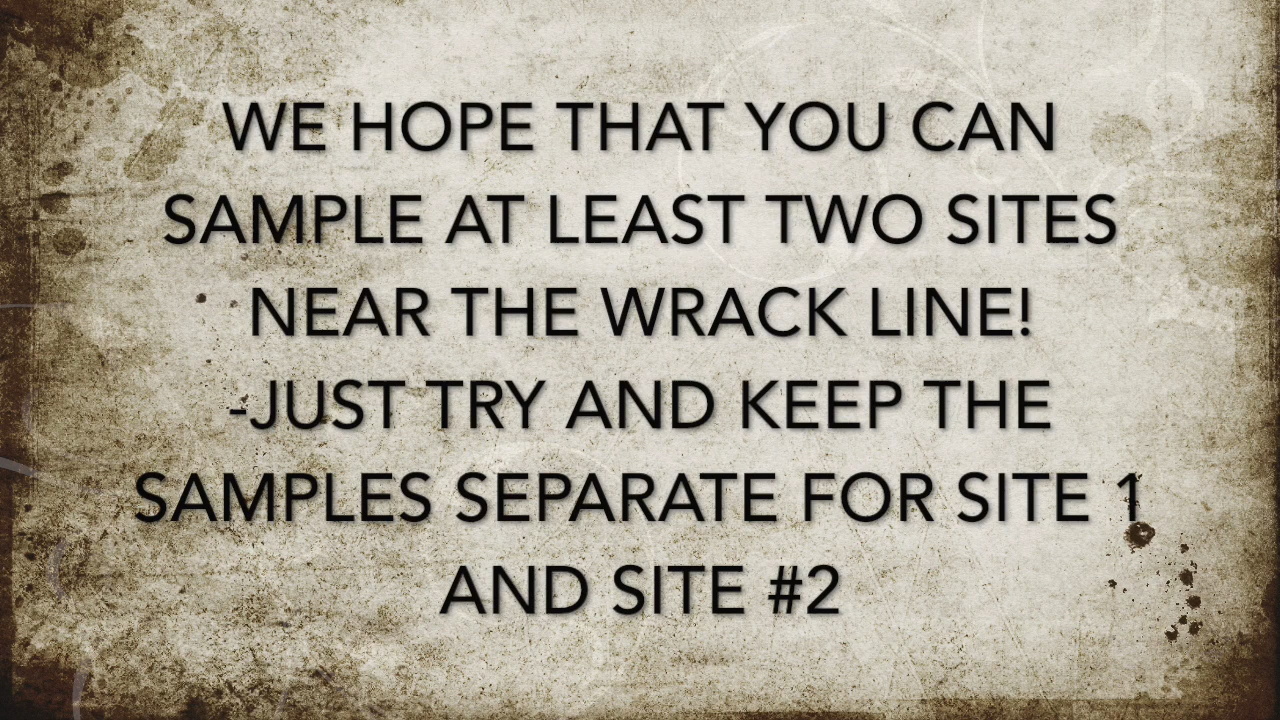 WE HOPE THAT YOU CAN
SAMPLE AT LEAST TWO SITES
NEAR THE WRACK LINE!
-JUST TRY AND KEEP THE
SAMPLES SEPARATE FOR SITE 1
AND SITE #2